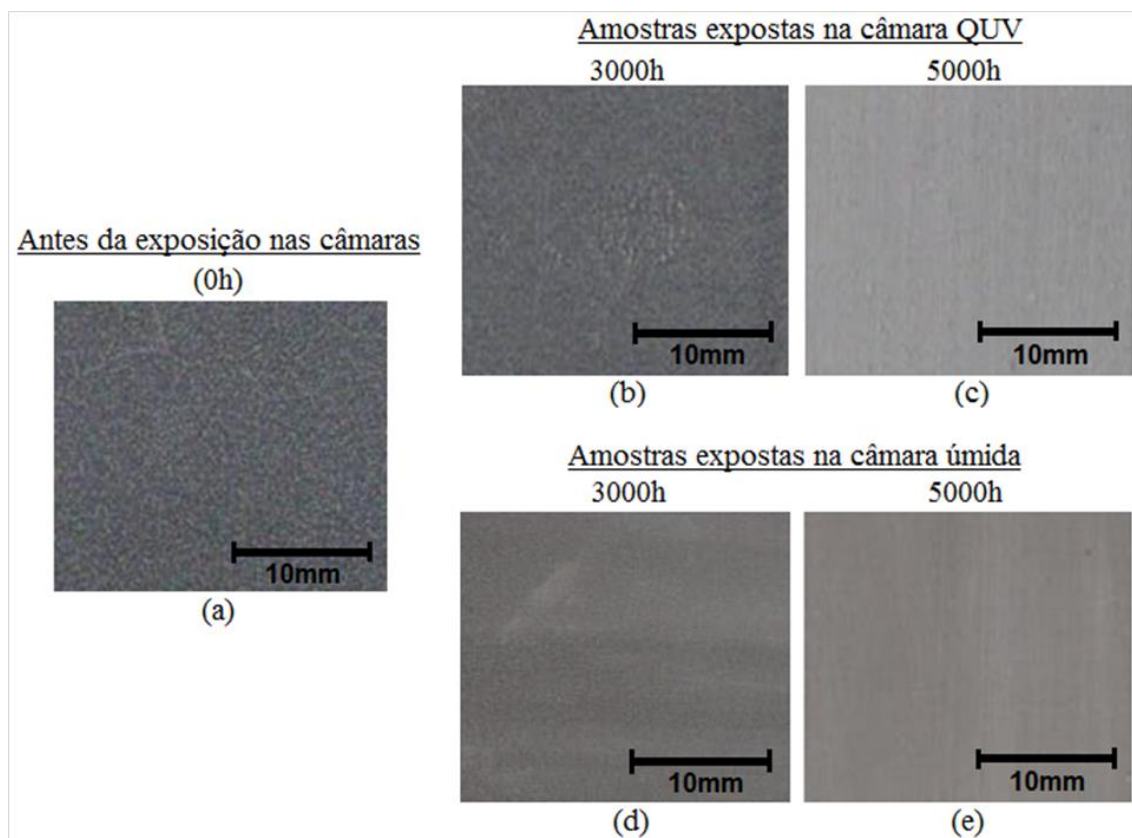 Antes da exposição nas câmaras
(0h)
10mm
(a)
Amostras expostas na câmara QUV
3000h 5000h
10mm 10mm
(b) (c)
Amostras expostas na câmara úmida
3000h 5000h
10mm 10mm
(d) (e)